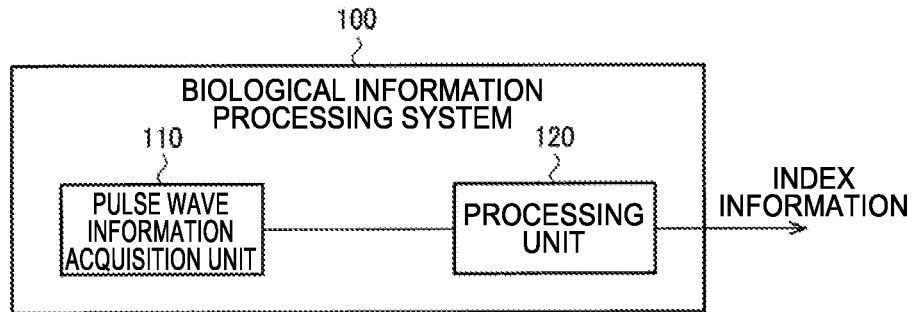 100
BIOLOGICAL INFORMATION
PROCESSING SYSTEM
110
120
PULSE WAVE
INFORMATION
ACQUISITION UNIT
PROCESSING
UNIT
INDEX
INFORMATION